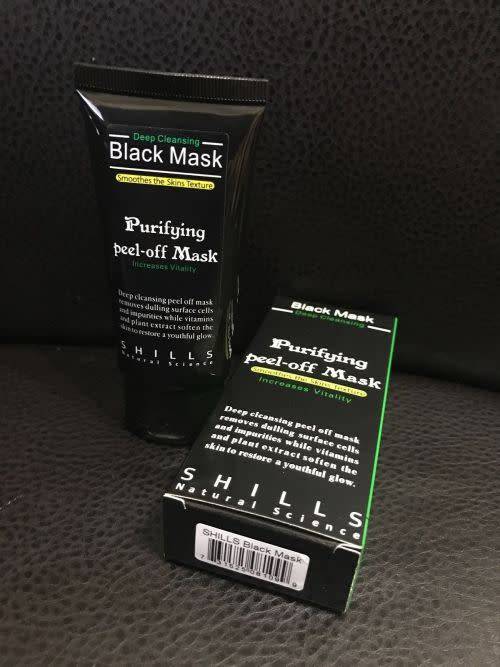 Deep Cleansing
Black Mask
Smoothes the Skins Texture
Purifying
peel-off Mask
Increases Vitality
Deep cleansing peel off mask
removes dulling surface cells
and impurities while vitamins
and plant extract soften the
skin to restore a youthful glow.
SHILLS
Natural Science
Black Mask
Deep Cleansing
Purifying
peel-off Mask
Smoothes the Skins Texture
Increases Vitality
Deep cleansing peel off mask
removes dulling surface cells
and impurities while vitamins
and plant extract soften the
skin to restore a youthful glow.
SHILLS
Natural Science
SHILLS Black Mask